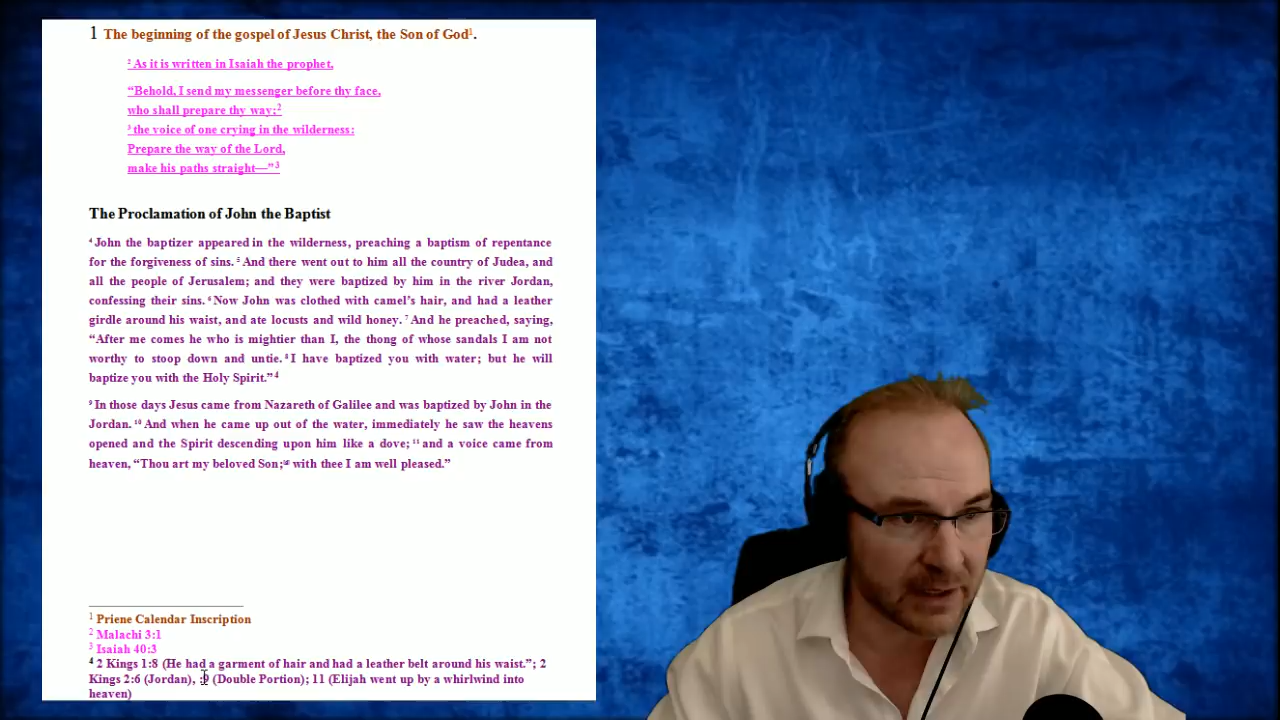 1 The beginning of the gospel of Jesus Christ, the Son of God¹.
² As it is written in Isaiah the prophet,
“Behold, I send my messenger before thy face,
who shall prepare thy way;²
³ the voice of one crying in the wilderness:
Prepare the way of the Lord,
make his paths straight—”³
The Proclamation of John the Baptist
⁴ John the baptizer appeared in the wilderness, preaching a baptism of repentance
for the forgiveness of sins. ⁵ And there went out to him all the country of Judea, and
all the people of Jerusalem; and they were baptized by him in the river Jordan,
confessing their sins. ⁶ Now John was clothed with camel’s hair, and had a leather
girdle around his waist, and ate locusts and wild honey. ⁷ And he preached, saying,
“After me comes he who is mightier than I, the thong of whose sandals I am not
worthy to stoop down and untie. ⁸ I have baptized you with water; but he will
baptize you with the Holy Spirit.” ⁴
⁹ In those days Jesus came from Nazareth of Galilee and was baptized by John in the
Jordan. ¹⁰ And when he came up out of the water, immediately he saw the heavens
opened and the Spirit descending upon him like a dove; ¹¹ and a voice came from
heaven, “Thou art my beloved Son; with thee I am well pleased.”
¹ Priene Calendar Inscription
² Malachi 3:1
³ Isaiah 40:3
⁴ 2 Kings 1:8 (He had a garment of hair and had a leather belt around his waist.”; 2
Kings 2:6 (Jordan), (Double Portion); 11 (Elijah went up by a whirlwind into
heaven)